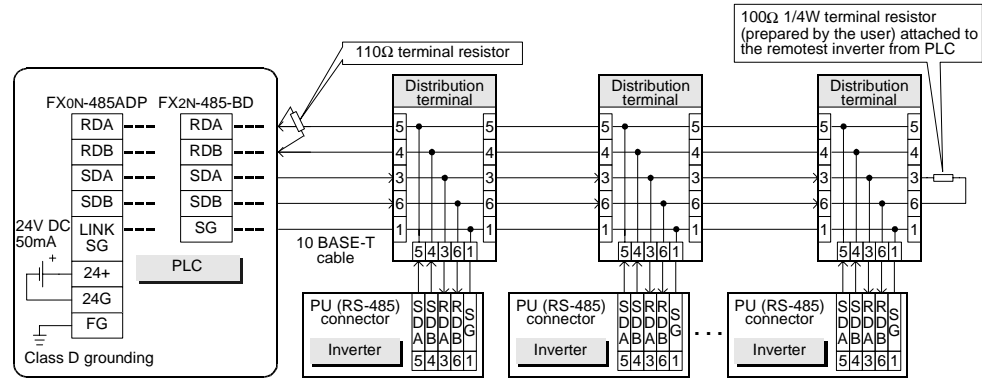 100Ω 1/4W terminal resistor
(prepared by the user) attached to
the remotest inverter from PLC
110Ω terminal resistor
FX0N-485ADP FX2N-485-BD
RDA
RDB
SDA
SDB
LINK
SG
24+
24G
FG
RDA
RDB
SDA
SDB
SG
24V DC
50mA
+
PLC
Class D grounding
10 BASE-T
cable
Distribution
terminal
5 5
4 4
3 3
6 6
1 1
5 4 3 6 1
Distribution
terminal
5 5
4 4
3 3
6 6
1 1
5 4 3 6 1
Distribution
terminal
5 5
4 4
3 3
6 6
1 1
5 4 3 6 1
PU (RS-485)
connector
Inverter
SDA SDB RDA RDB SG
5 4 3 6 1
PU (RS-485)
connector
Inverter
SDA SDB RDA RDB SG
5 4 3 6 1
...
PU (RS-485)
connector
Inverter
SDA SDB RDA RDB SG
5 4 3 6 1